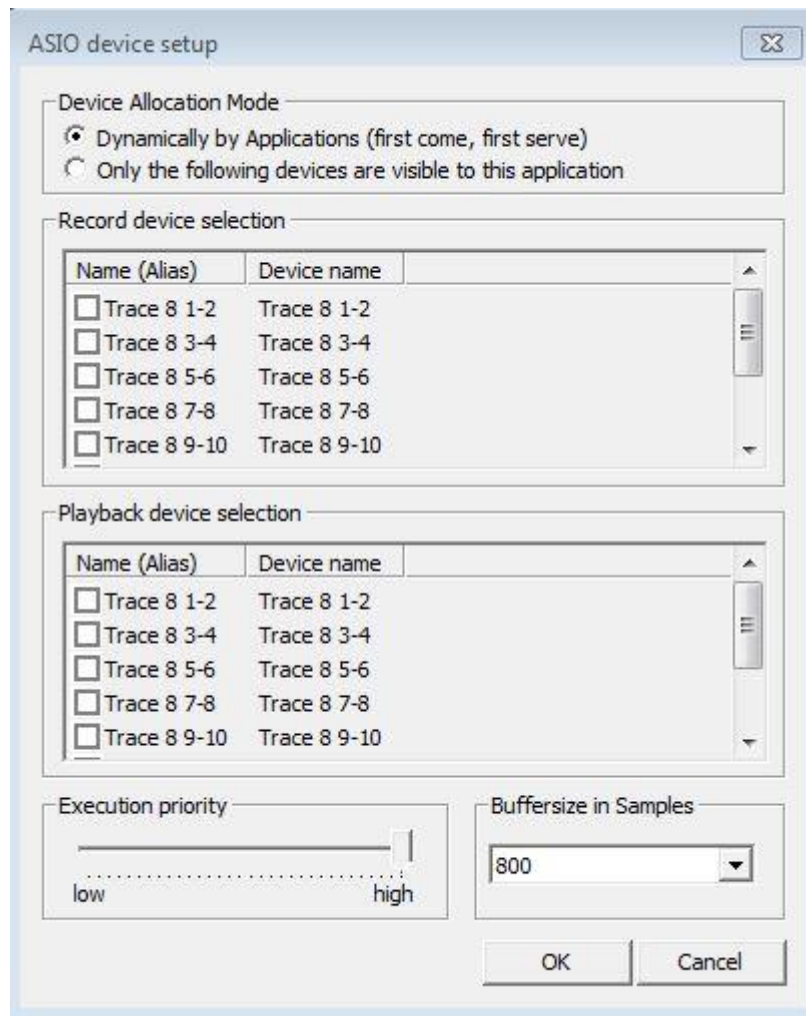 ASIO device setup
Device Allocation Mode
Dynamically by Applications (first come, first serve)
Only the following devices are visible to this application
Record device selection
Name (Alias) Device name
Trace 8 1-2 Trace 8 1-2
Trace 8 3-4 Trace 8 3-4
Trace 8 5-6 Trace 8 5-6
Trace 8 7-8 Trace 8 7-8
Trace 8 9-10 Trace 8 9-10
Playback device selection
Name (Alias) Device name
Trace 8 1-2 Trace 8 1-2
Trace 8 3-4 Trace 8 3-4
Trace 8 5-6 Trace 8 5-6
Trace 8 7-8 Trace 8 7-8
Trace 8 9-10 Trace 8 9-10
Execution priority Buffersize in Samples
800
low high
OK Cancel